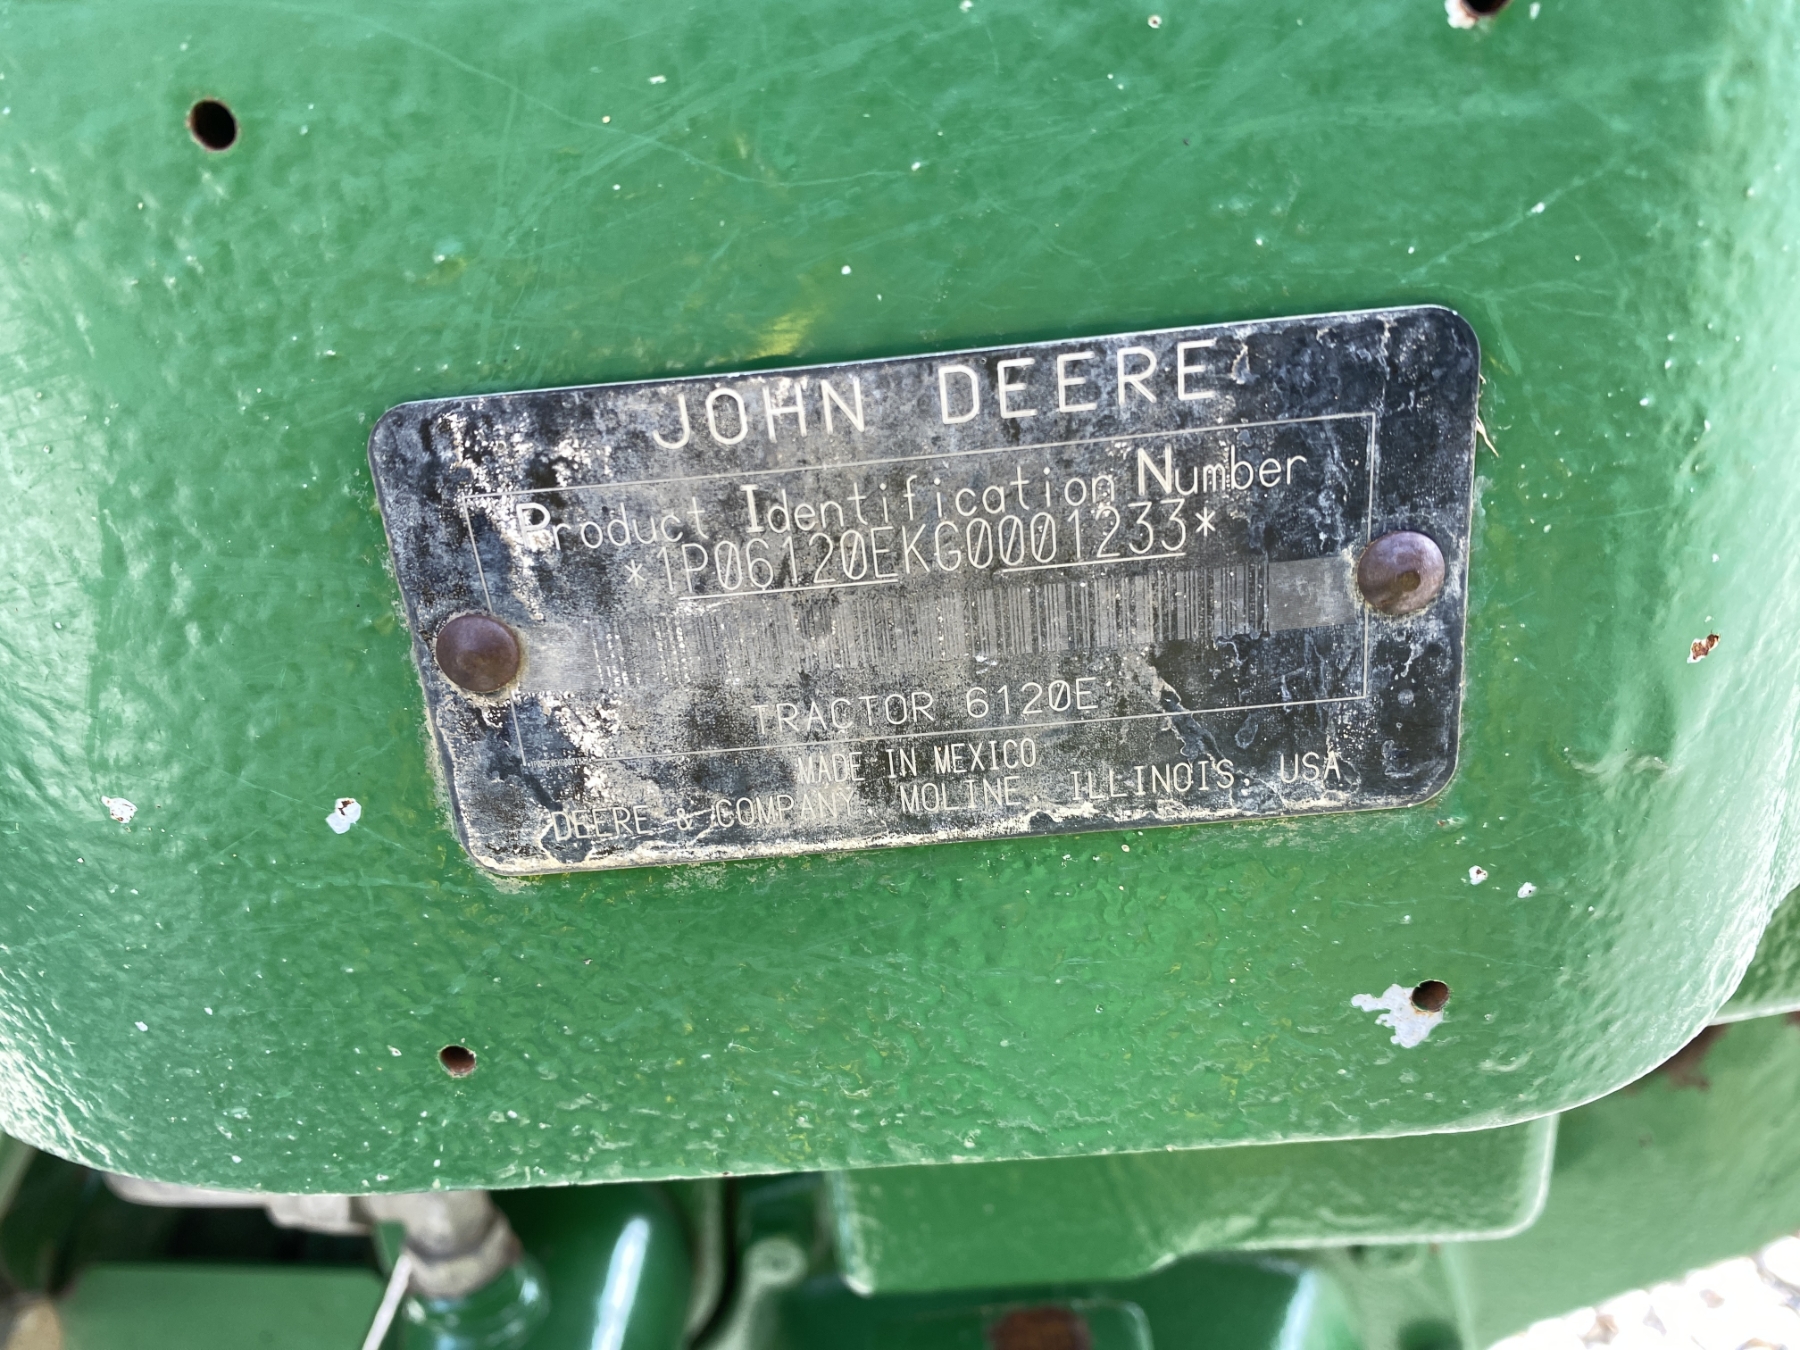 JOHN DEERE
Product Identification Number
*1P06120EKG0001233*
TRACTOR 6120E
MADE IN MEXICO
DEERE & COMPANY MOLINE, ILLINOIS, USA